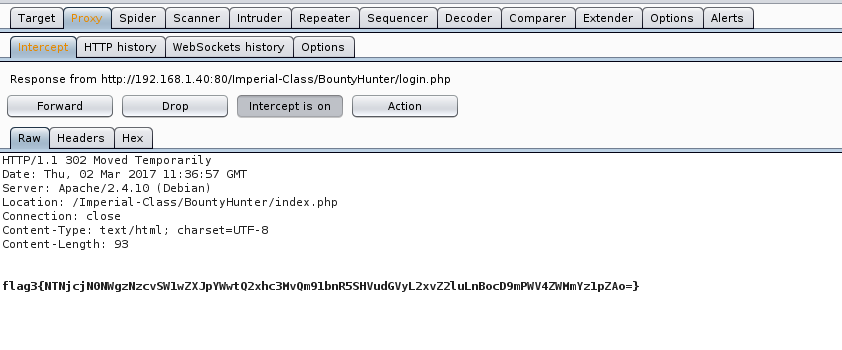 Target Proxy Spider Scanner Intruder Repeater Sequencer Decoder Comparer Extender Options Alerts
Intercept HTTP history WebSockets history Options
Response from http://192.168.1.40:80/Imperial-Class/BountyHunter/login.php
Forward Drop Intercept is on Action
Raw Headers Hex
HTTP/1.1 302 Moved Temporarily
Date: Thu, 02 Mar 2017 11:36:57 GMT
Server: Apache/2.4.10 (Debian)
Location: /Imperial-Class/BountyHunter/index.php
Connection: close
Content-Type: text/html; charset=UTF-8
Content-Length: 93
flag3{NTNjcjN0NWgzNzcvSW1wZXJpYWwtQ2xhc3MvQm91bnR5SHVudGVyL2xvZ2luLnBocD9mPWV4ZWMmYz1pZAo=}